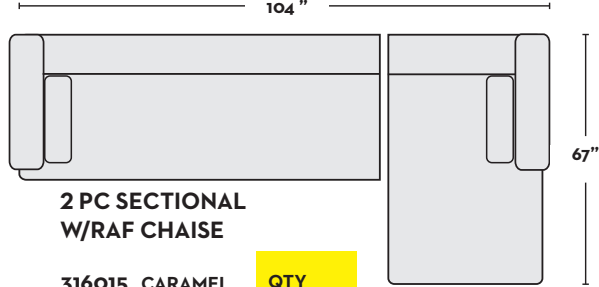 104 ”
67”
2 PC SECTIONAL
W/RAF CHAISE
316015 CARAMEL
QTY